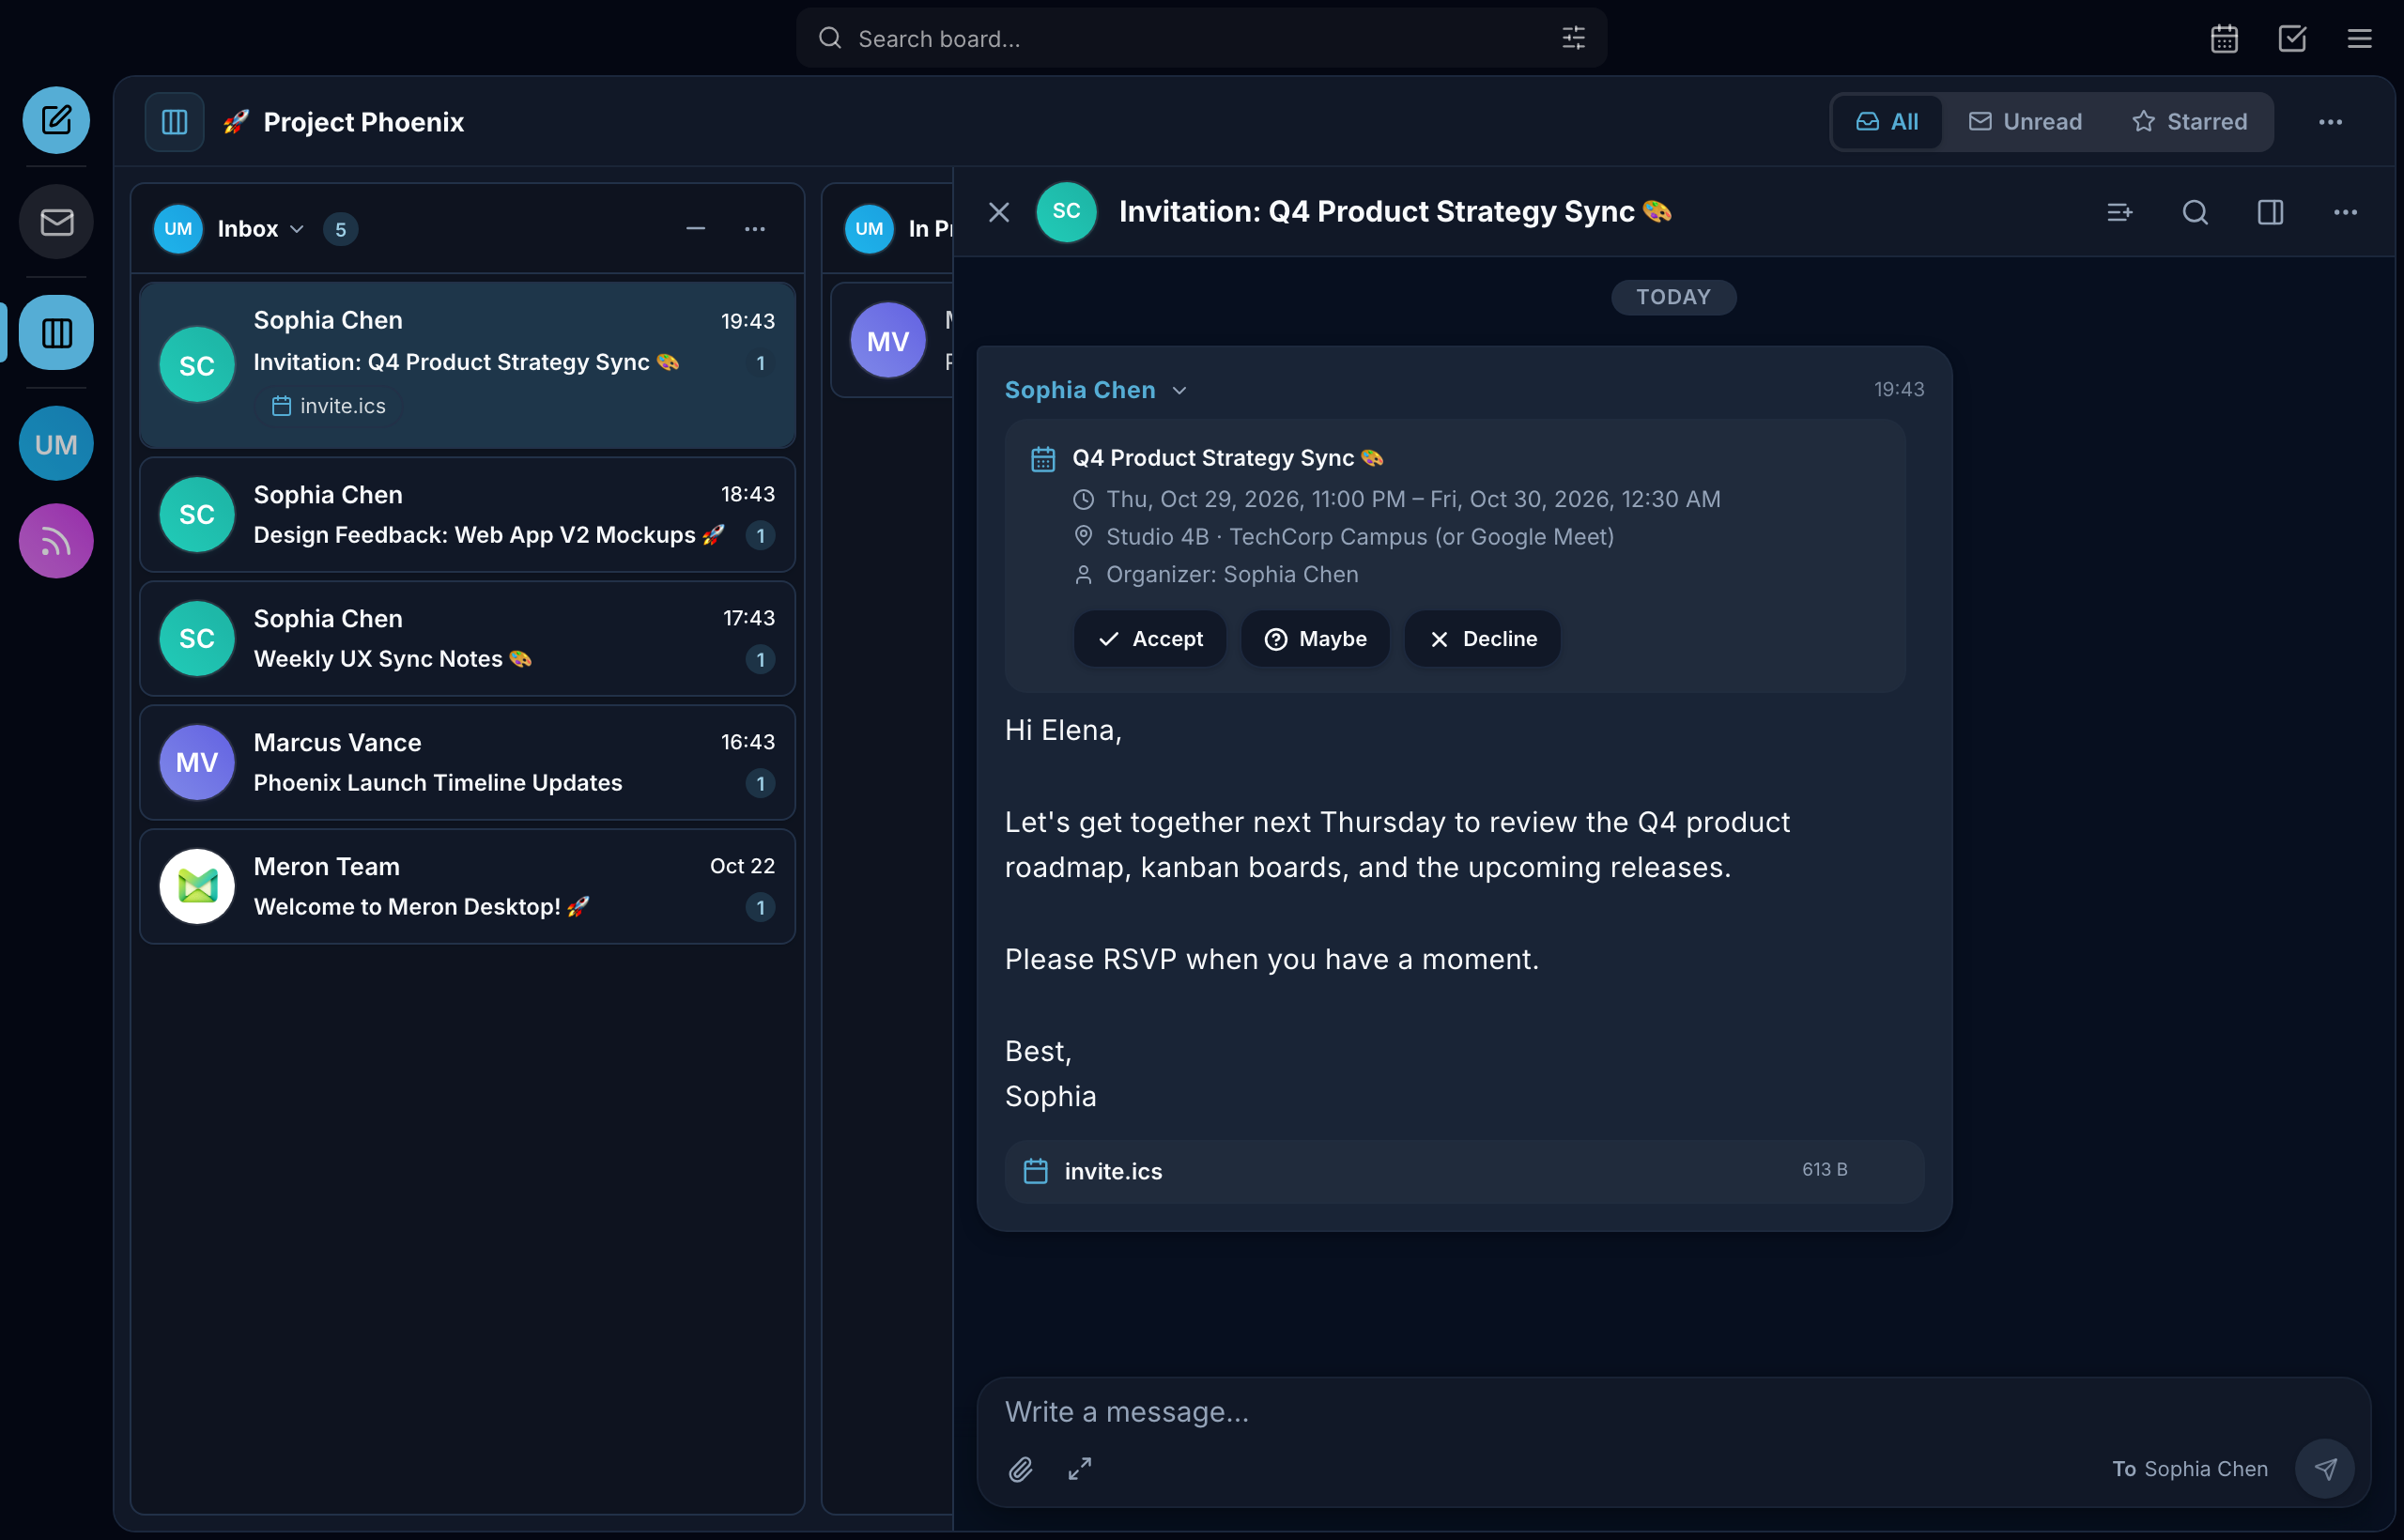 Search board...
🚀 Project Phoenix
All
Unread
Starred
UM
Inbox
5
SC
Sophia Chen
19:43
Invitation: Q4 Product Strategy Sync 🎨
1
invite.ics
SC
Sophia Chen
18:43
Design Feedback: Web App V2 Mockups 🚀
1
SC
Sophia Chen
17:43
Weekly UX Sync Notes 🎨
1
MV
Marcus Vance
16:43
Phoenix Launch Timeline Updates
1
Meron Team
Oct 22
Welcome to Meron Desktop! 🚀
1
UM
UM
In
MV
SC
Invitation: Q4 Product Strategy Sync 🎨
TODAY
Sophia Chen
19:43
Q4 Product Strategy Sync 🎨
Thu, Oct 29, 2026, 11:00 PM – Fri, Oct 30, 2026, 12:30 AM
Studio 4B · TechCorp Campus (or Google Meet)
Organizer: Sophia Chen
Accept
Maybe
Decline
Hi Elena,
Let's get together next Thursday to review the Q4 product
roadmap, kanban boards, and the upcoming releases.
Please RSVP when you have a moment.
Best,
Sophia
invite.ics
613 B
Write a message...
To Sophia Chen